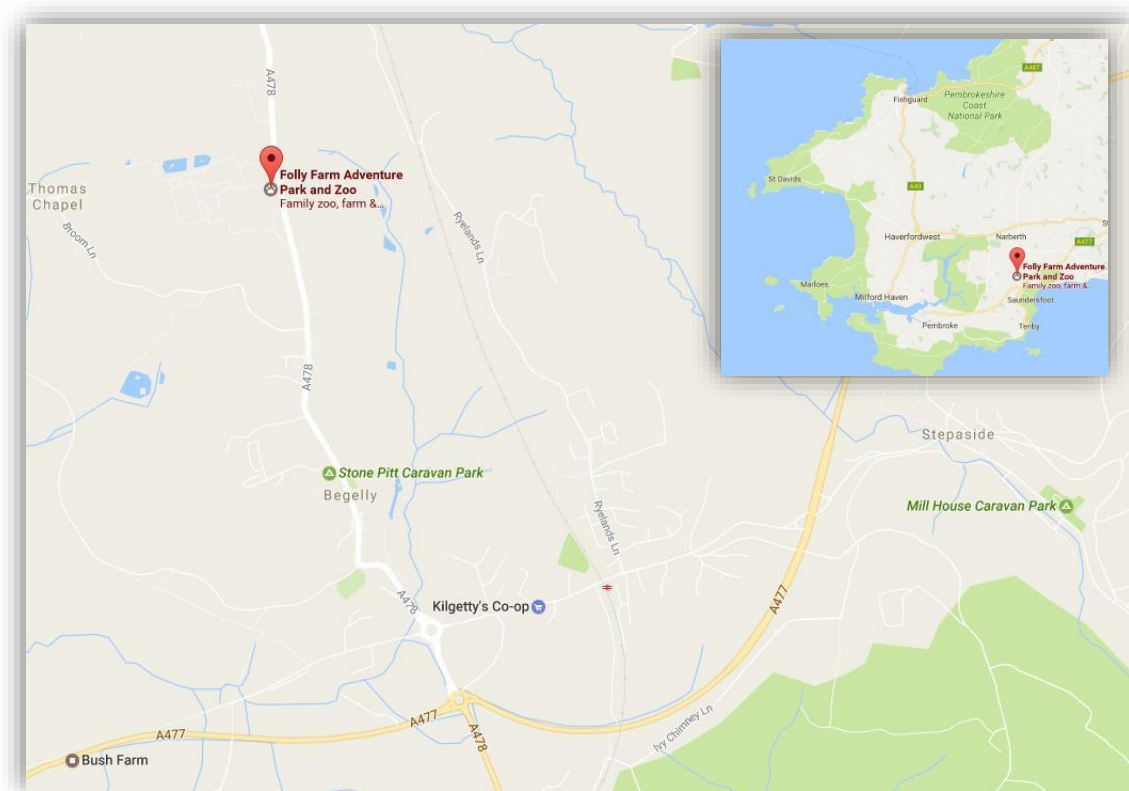 A478
Folly Farm Adventure
Park and Zoo
Family zoo, farm &...
Thomas
Chapel
Broom Ln
Ryelands Ln
A478
Stone Pitt Caravan Park
Begelly
Ryelands Ln
A478
Kilgetty's Co-op
A477
A477
A477
A478
Bush Farm
Ivy Chimney Ln
Stepaside
Mill House Caravan Park
A487
Fishguard
Pembrokeshire
Coast
National Park
St Davids
A40
Haverfordwest
Narberth
St
A477
Folly Farm Adventure
Park and Zoo
Family zoo, farm &...
Marloes
Milford Haven
Saundersfoot
Pembroke
Tenby